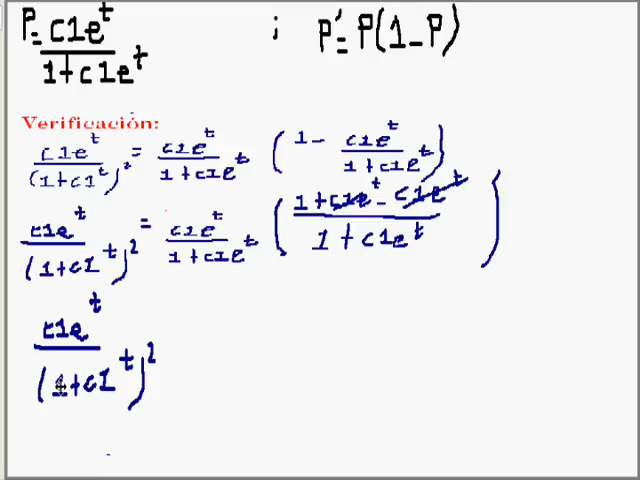 P = c1e^t / 1+c1e^t ; P' = P(1-P)
Verificación:
c1e^t / (1+c1^t)^2 = c1e^t / 1+c1e^t (1 - c1e^t / 1+c1e^t)
c1e^t / (1+c1^t)^2 = c1e^t / 1+c1e^t (1+c1e^t - c1e^t / 1+c1e^t)
c1e^t / (1+c1^t)^2